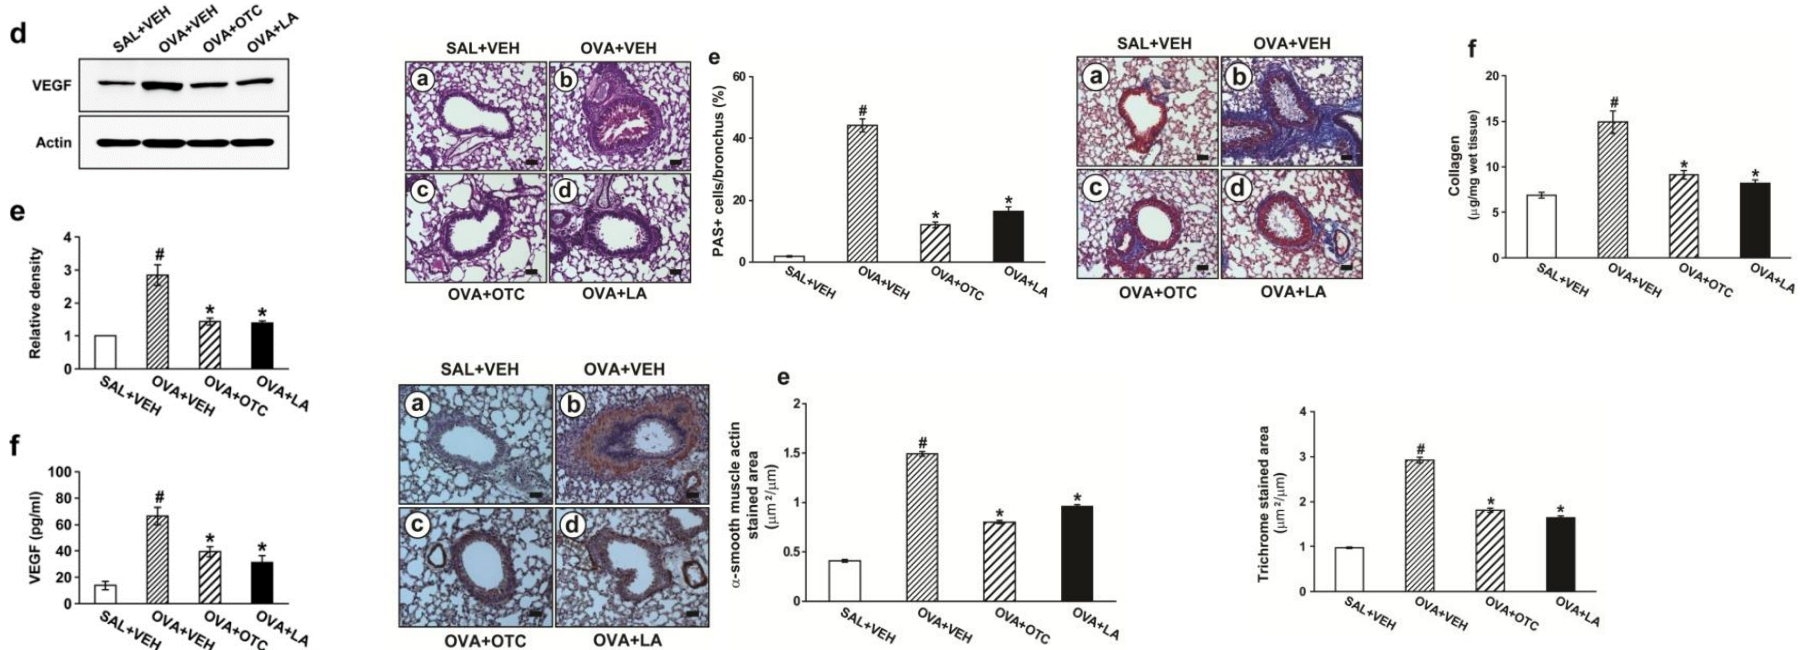 d
SAL+VEH
OVA+VEH
OVA+OTC
OVA+LA
VEGF
Actin
e
Relative density
4
3
2
1
0
#
*
*
SAL+VEH
OVA+VEH
OVA+OTC
OVA+LA
f
VEGF (pg/ml)
100
80
60
40
20
0
#
*
*
SAL+VEH
OVA+VEH
OVA+OTC
OVA+LA
SAL+VEH OVA+VEH
a b
c d
OVA+OTC OVA+LA
e
PAS+ cells/bronchus (%)
60
40
20
0
#
*
*
SAL+VEH
OVA+VEH
OVA+OTC
OVA+LA
SAL+VEH OVA+VEH
a b
c d
OVA+OTC OVA+LA
f
Collagen
(μg/mg wet tissue)
20
15
10
5
0
#
*
*
SAL+VEH
OVA+VEH
OVA+OTC
OVA+LA
SAL+VEH OVA+VEH
a b
c d
OVA+OTC OVA+LA
e
α-smooth muscle actin
stained area
(μm²/μm)
2
1.5
1
0.5
0
#
*
*
SAL+VEH
OVA+VEH
OVA+OTC
OVA+LA
Trichrome stained area
(μm²/μm)
4
3
2
1
0
#
*
*
SAL+VEH
OVA+VEH
OVA+OTC
OVA+LA